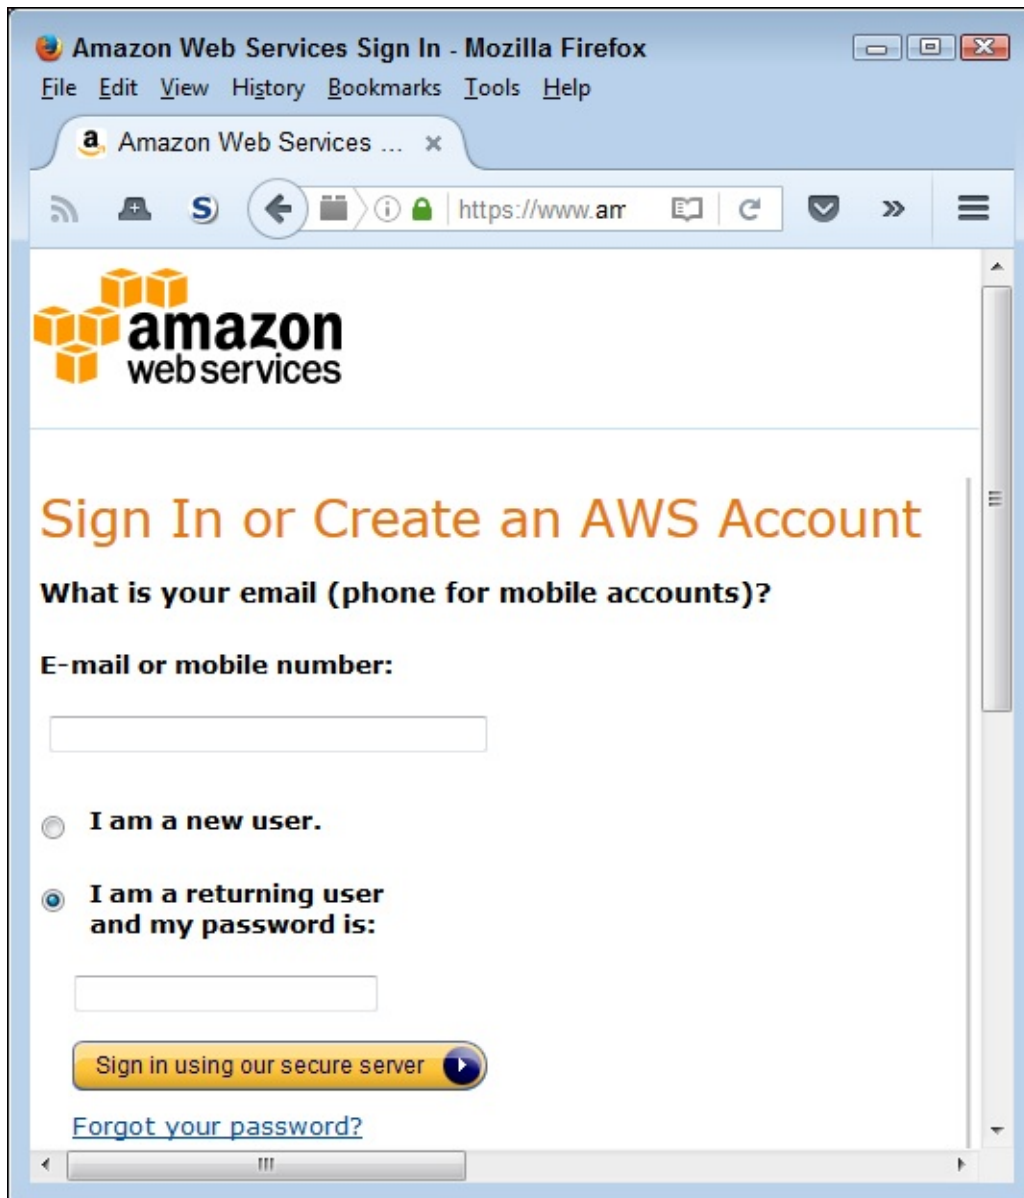 Amazon Web Services Sign In - Mozilla Firefox
File Edit View History Bookmarks Tools Help
a Amazon Web Services ...
S https://www.am
amazon
web services
Sign In or Create an AWS Account
What is your email (phone for mobile accounts)?
E-mail or mobile number:
I am a new user.
I am a returning user
and my password is:
Sign in using our secure server
Forgot your password?